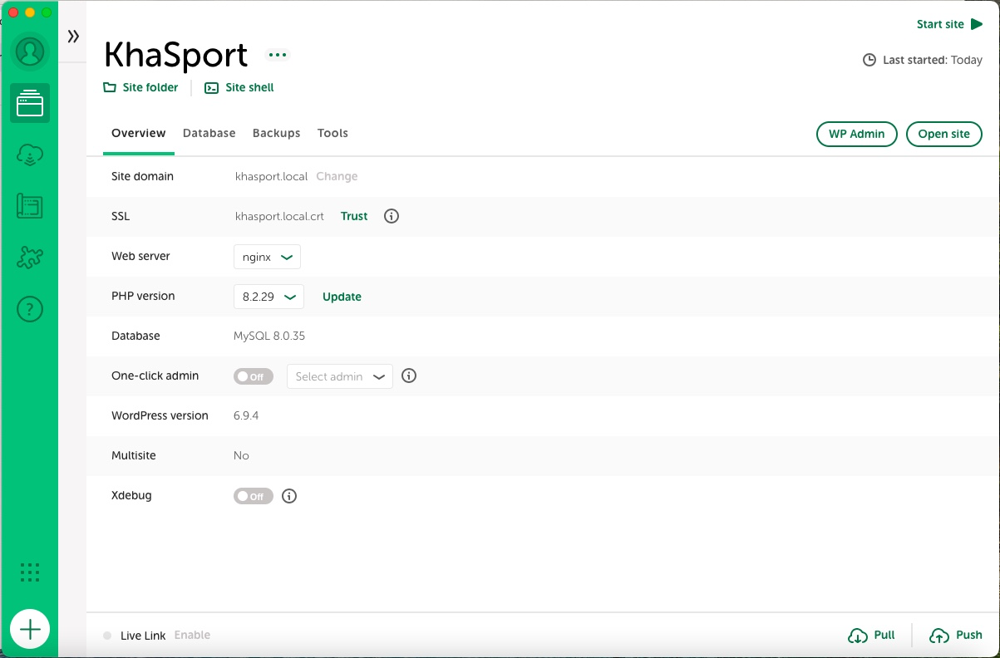 Start site
KhaSport
Last started: Today
Site folder
Site shell
Overview Database Backups Tools
WP Admin
Open site
Site domain khasport.local Change
SSL khasport.local.crt Trust
Web server nginx
PHP version 8.2.29 Update
Database MySQL 8.0.35
One-click admin Off Select admin
WordPress version 6.9.4
Multisite No
Xdebug Off
Live Link Enable
Pull
Push